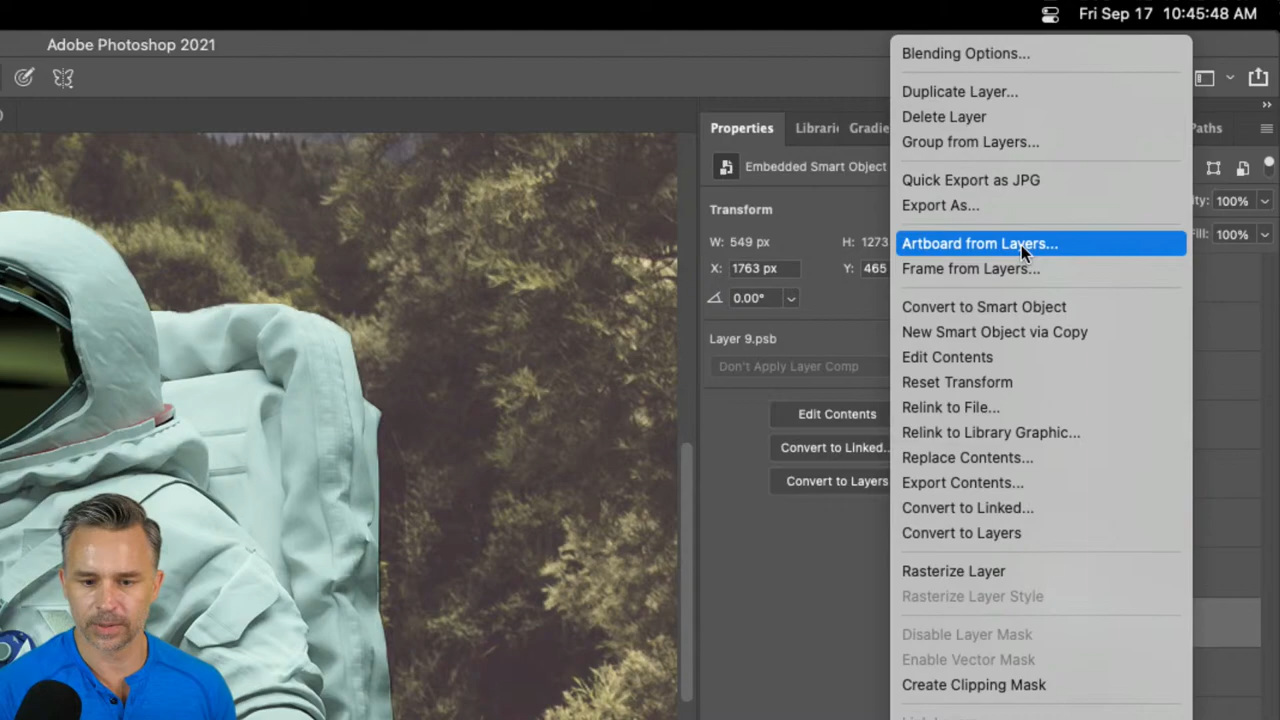 Fri Sep 17 10:45:48 AM
Adobe Photoshop 2021
Properties
Librari
Gradie
Paths
Embedded Smart Object
Transform
W: 549 px
H: 1273
X: 1763 px
Y: 465
0.00°
Layer 9.psb
Don't Apply Layer Comp
Edit Contents
Convert to Linked...
Convert to Layers
Blending Options...
Duplicate Layer...
Delete Layer
Group from Layers...
Quick Export as JPG
Export As...
Artboard from Layers...
Frame from Layers...
Convert to Smart Object
New Smart Object via Copy
Edit Contents
Reset Transform
Relink to File...
Relink to Library Graphic...
Replace Contents...
Export Contents...
Convert to Linked...
Convert to Layers
Rasterize Layer
Rasterize Layer Style
Disable Layer Mask
Enable Vector Mask
Create Clipping Mask
ity: 100%
ill: 100%